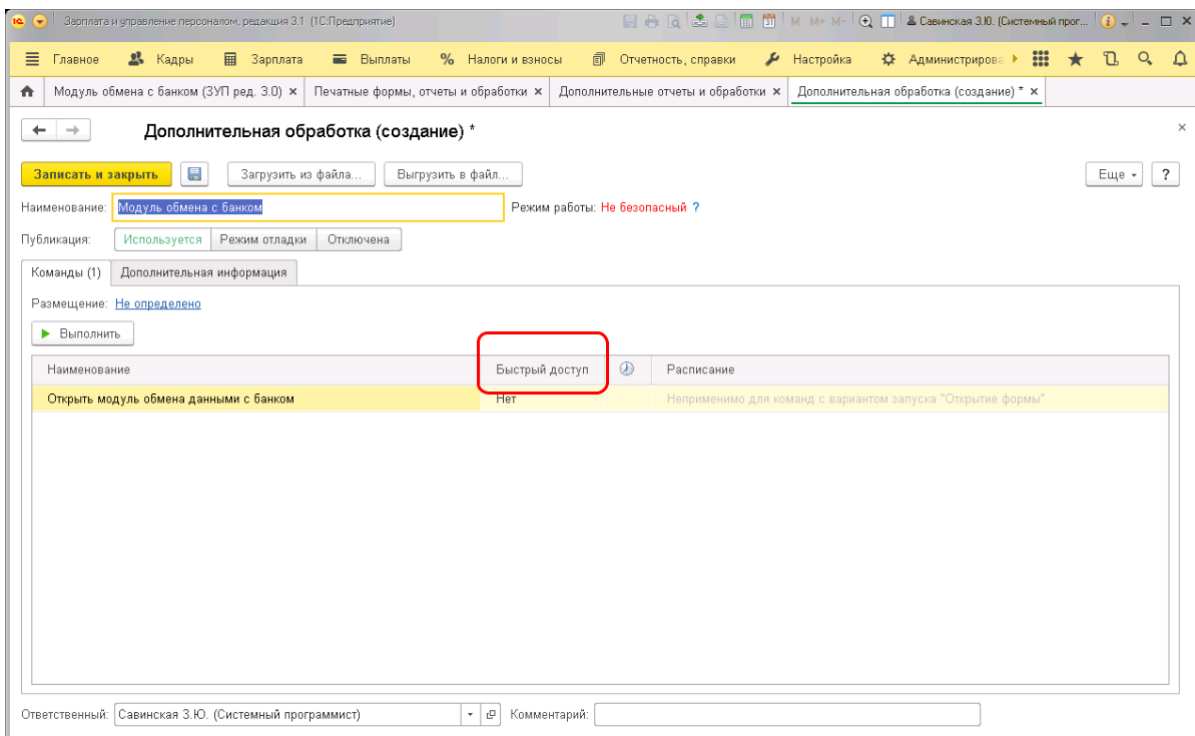 Зарплата и управление персоналом, редакция 3.1 (1С:Предприятие) M M+ M- Савинская З.Ю. (Системный прог...
Главное Кадры Зарплата Выплаты % Налоги и взносы Отчетность, справки Настройка Администрирова
Модуль обмена с банком (ЗУП ред. 3.0) × Печатные формы, отчеты и обработки × Дополнительные отчеты и обработки × Дополнительная обработка (создание) * ×
Дополнительная обработка (создание) *
Записать и закрыть Загрузить из файла... Выгрузить в файл... Еще ?
Наименование: Модуль обмена с банком Режим работы: Не безопасный ?
Публикация: Используется Режим отладки Отключена
Команды (1) Дополнительная информация
Размещение: Не определено
Выполнить
Наименование Быстрый доступ Расписание
Открыть модуль обмена данными с банком Нет Неприменимо для команд с вариантом запуска "Открытие формы"
Ответственный: Савинская З.Ю. (Системный программист) Комментарий: